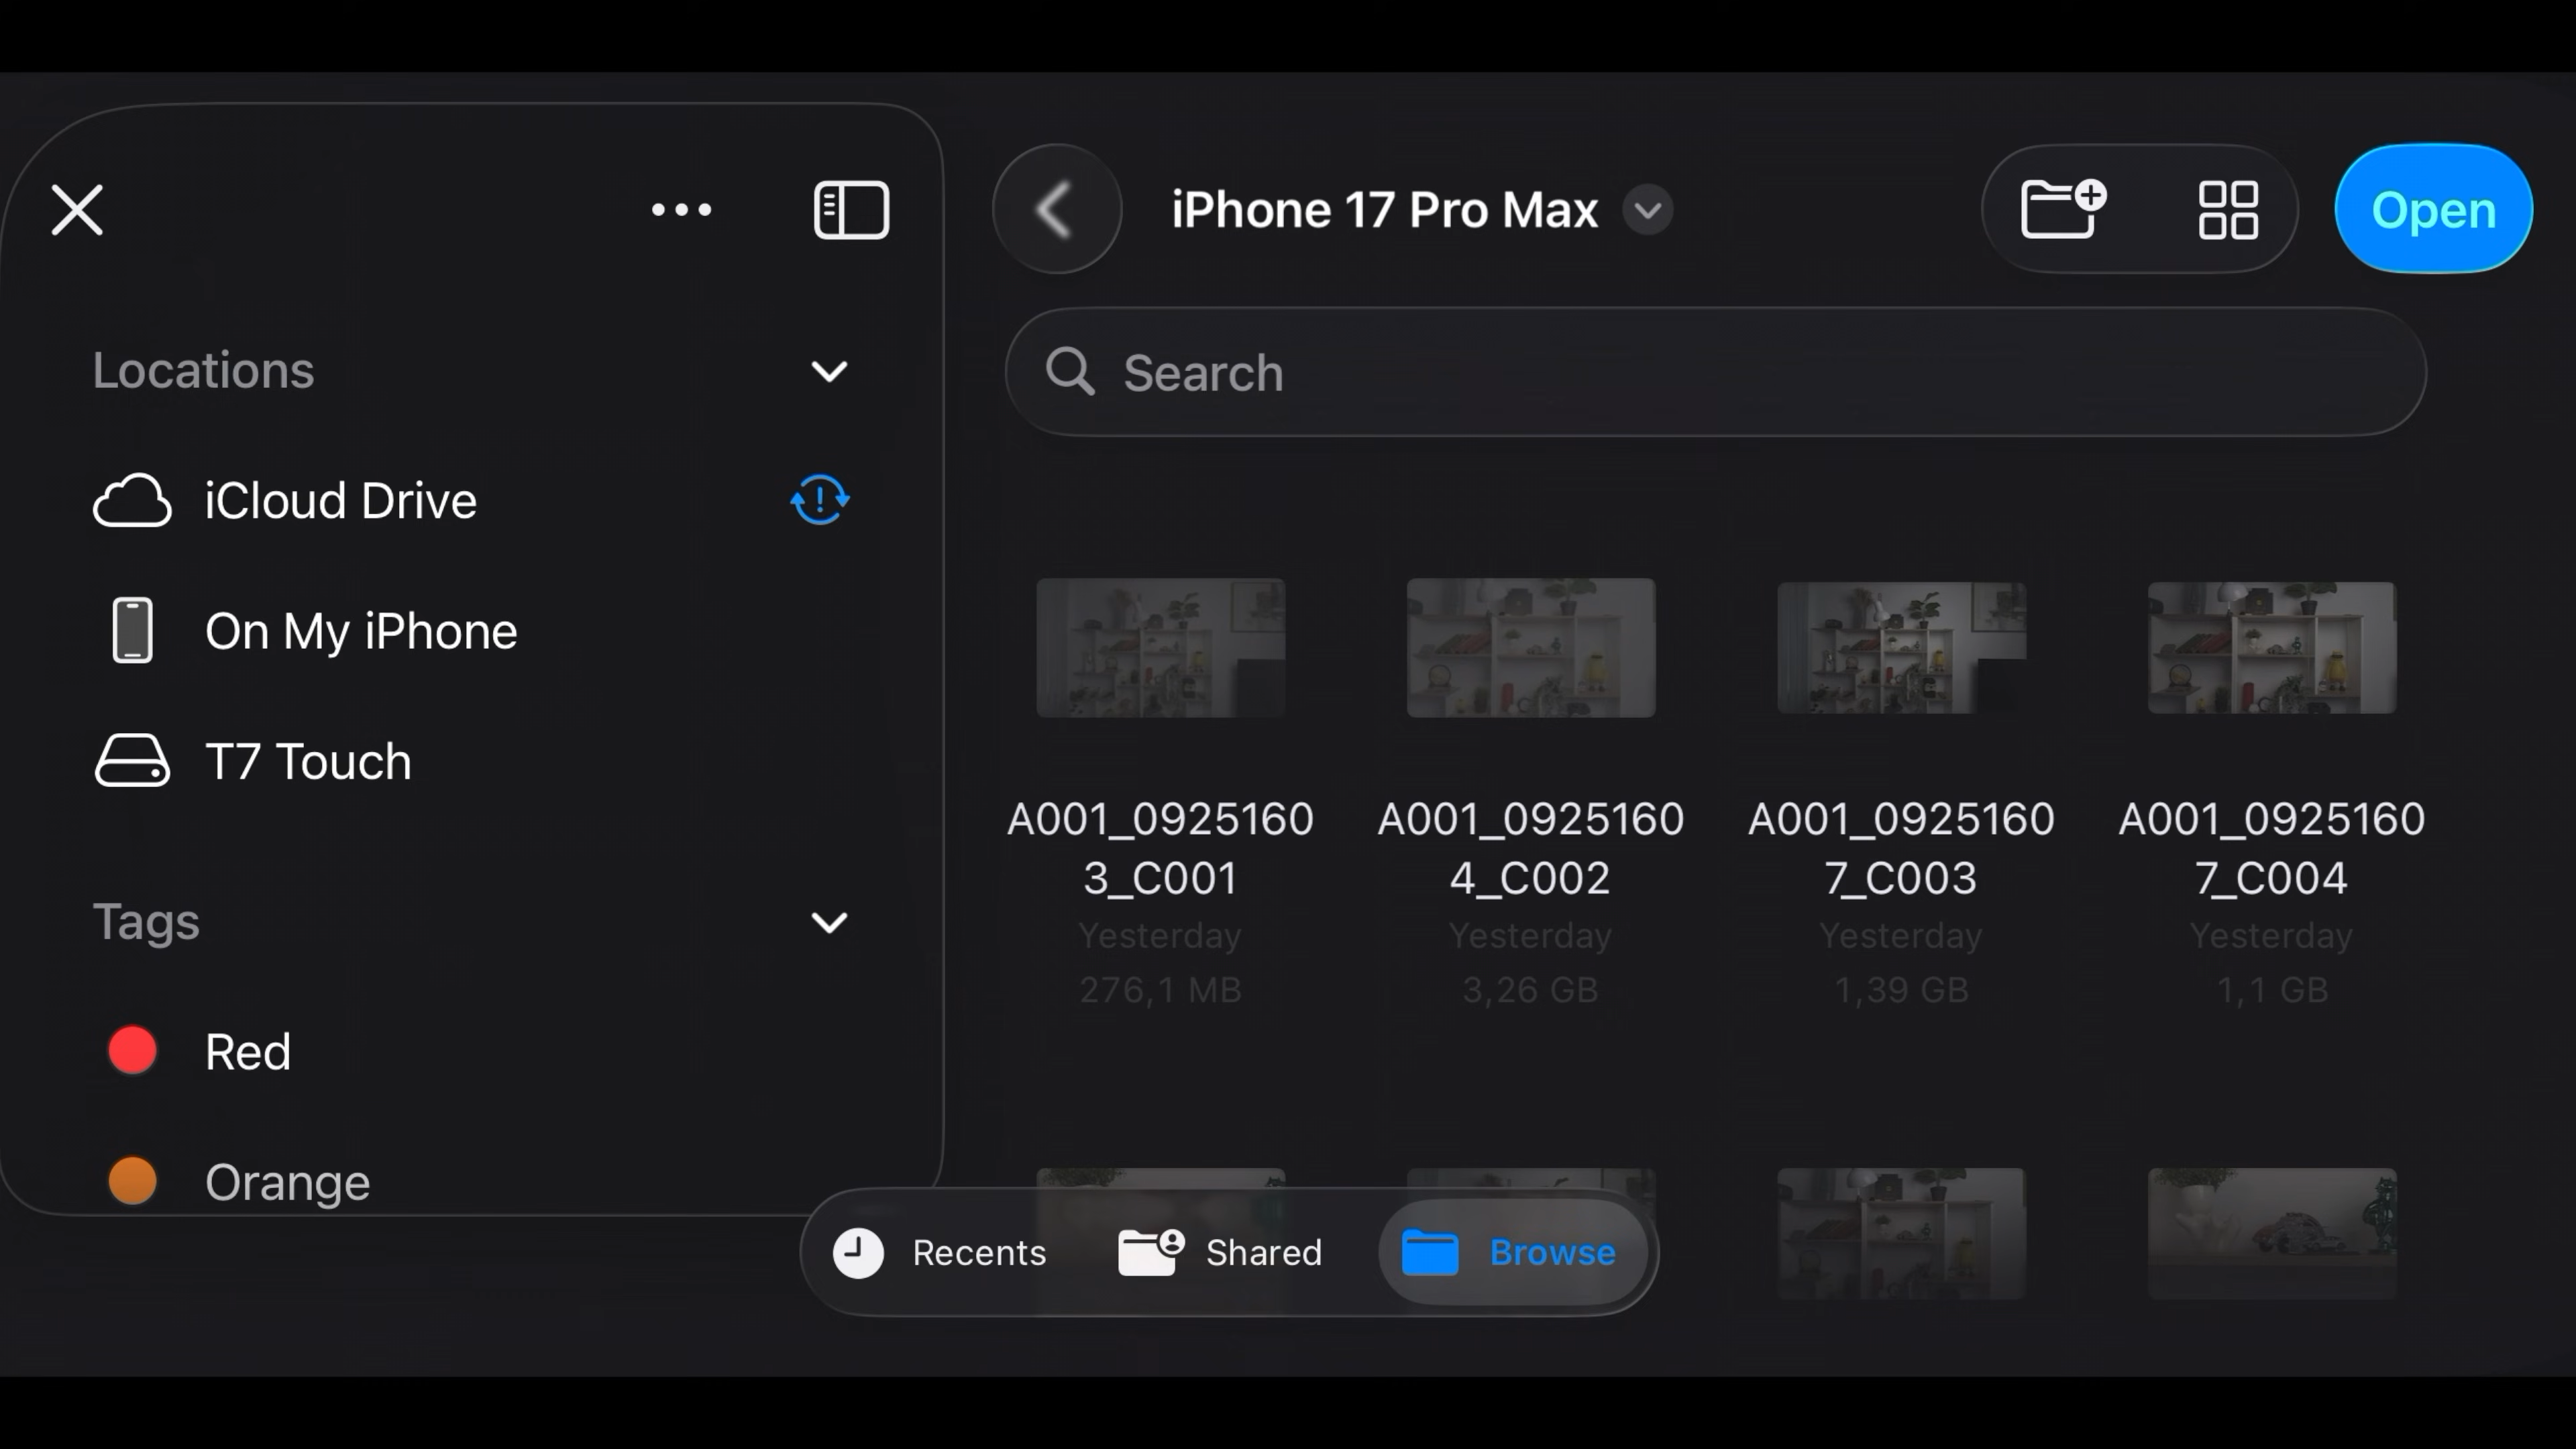 Locations
iCloud Drive
On My iPhone
T7 Touch
Tags
Red
Orange
iPhone 17 Pro Max
Open
Search
A001_0925160
3_C001
Yesterday
276,1 MB
A001_0925160
4_C002
Yesterday
3,26 GB
A001_0925160
7_C003
Yesterday
1,39 GB
A001_0925160
7_C004
Yesterday
1,1 GB
Recents
Shared
Browse